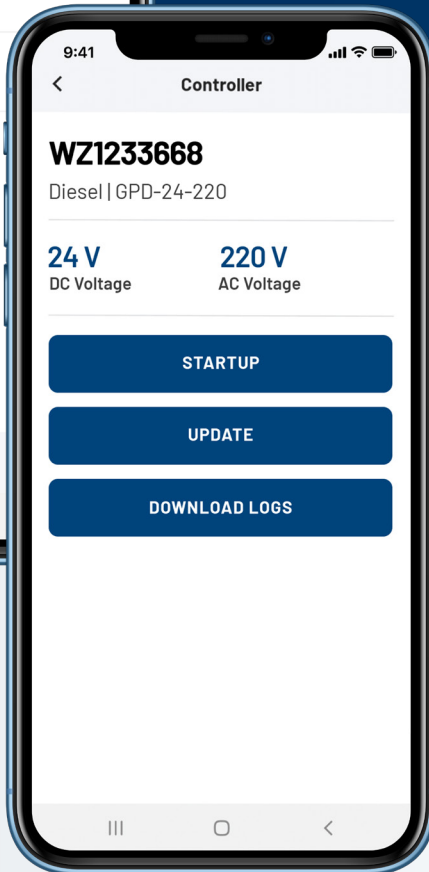 9:41
Controller
WZ1233668
Diesel | GPD-24-220
24 V 220 V
DC Voltage AC Voltage
STARTUP
UPDATE
DOWNLOAD LOGS